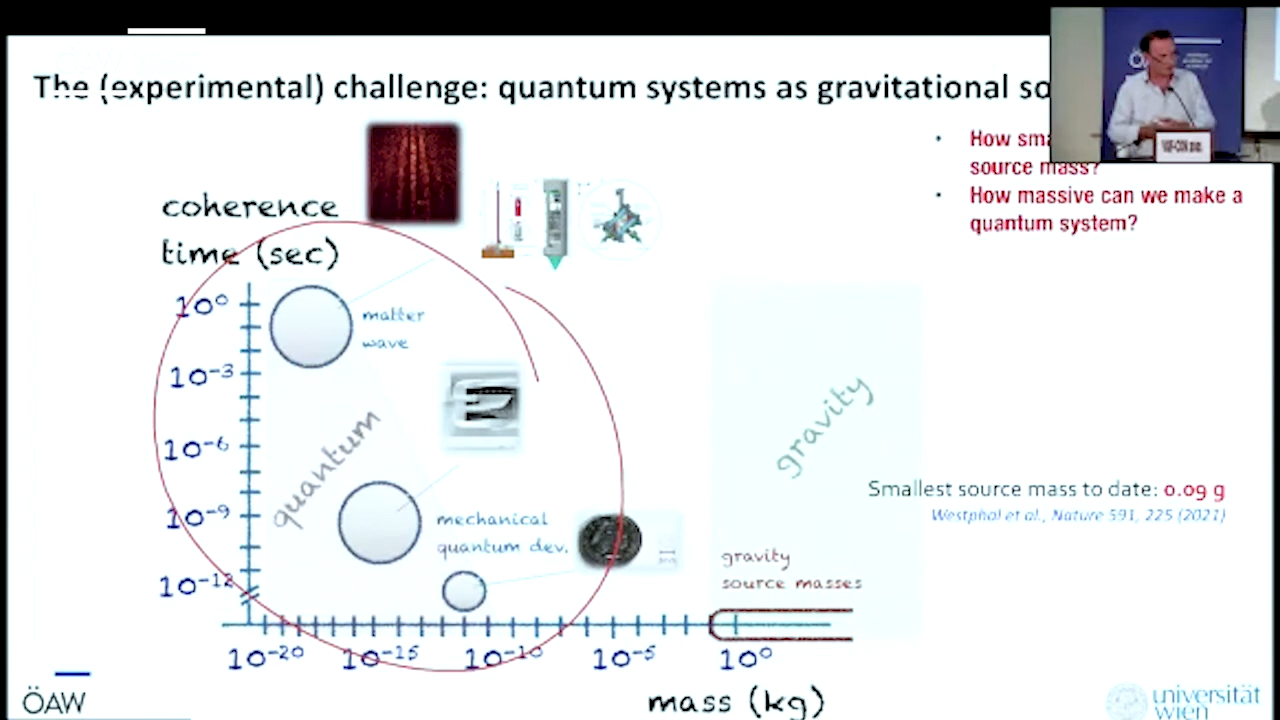 The (experimental) challenge: quantum systems as gravitational so
• How sma
source mass?
• How massive can we make a
quantum system?
coherence
time (sec)
10⁰
10⁻³
10⁻⁶
10⁻⁹
10⁻¹²
matter
wave
quantum
mechanical
quantum dev.
gravity
Smallest source mass to date: 0.09 g
Westphal et al., Nature 591, 225 (2021)
gravity
source masses
10⁻²⁰ 10⁻¹⁵ 10⁻¹⁰ 10⁻⁵ 10⁰
mass (kg)
ÖAW
universität
wien